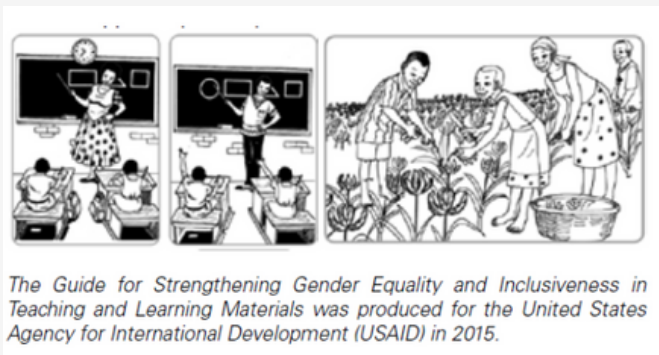 The Guide for Strengthening Gender Equality and Inclusiveness in
Teaching and Learning Materials was produced for the United States
Agency for International Development (USAID) in 2015.